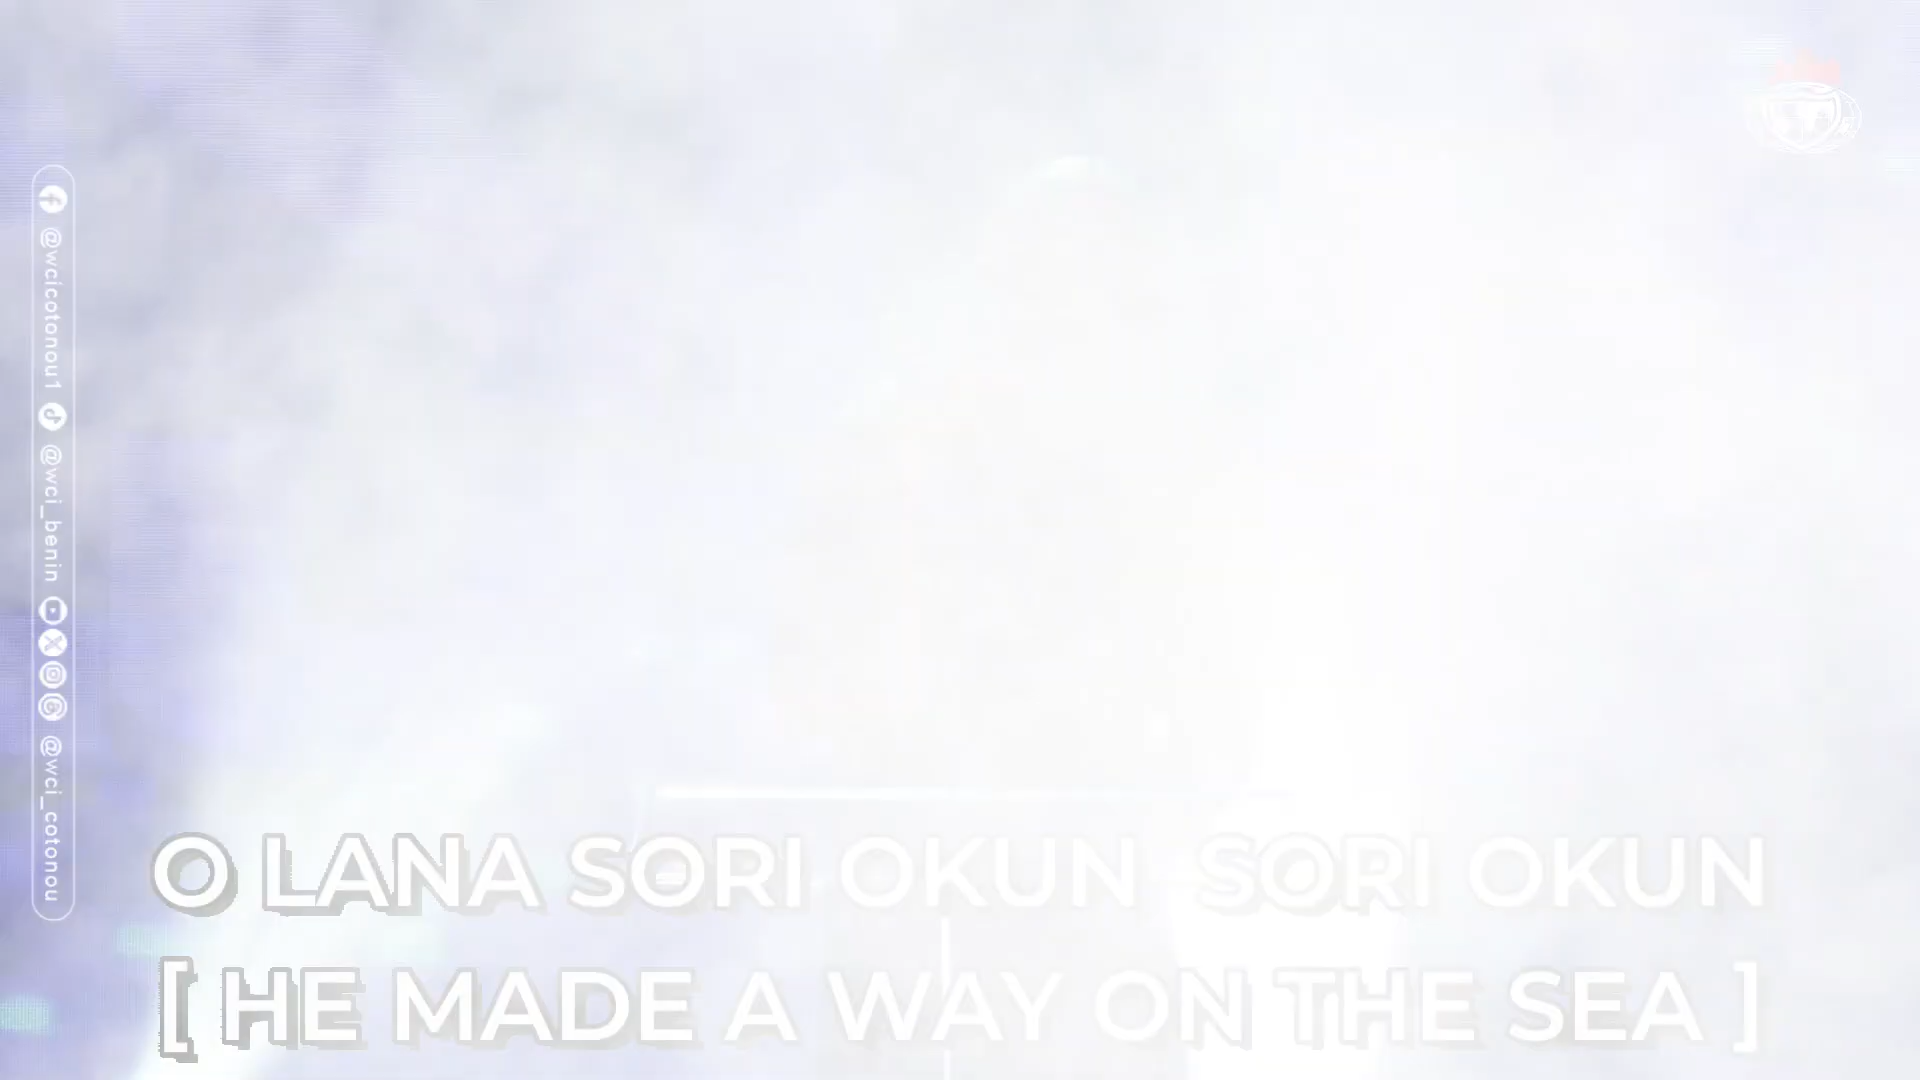 @wcicotonou1 @wci_benin @wci_cotonou
O LANA SORI OKUN SORI OKUN
[ HE MADE A WAY ON THE SEA ]